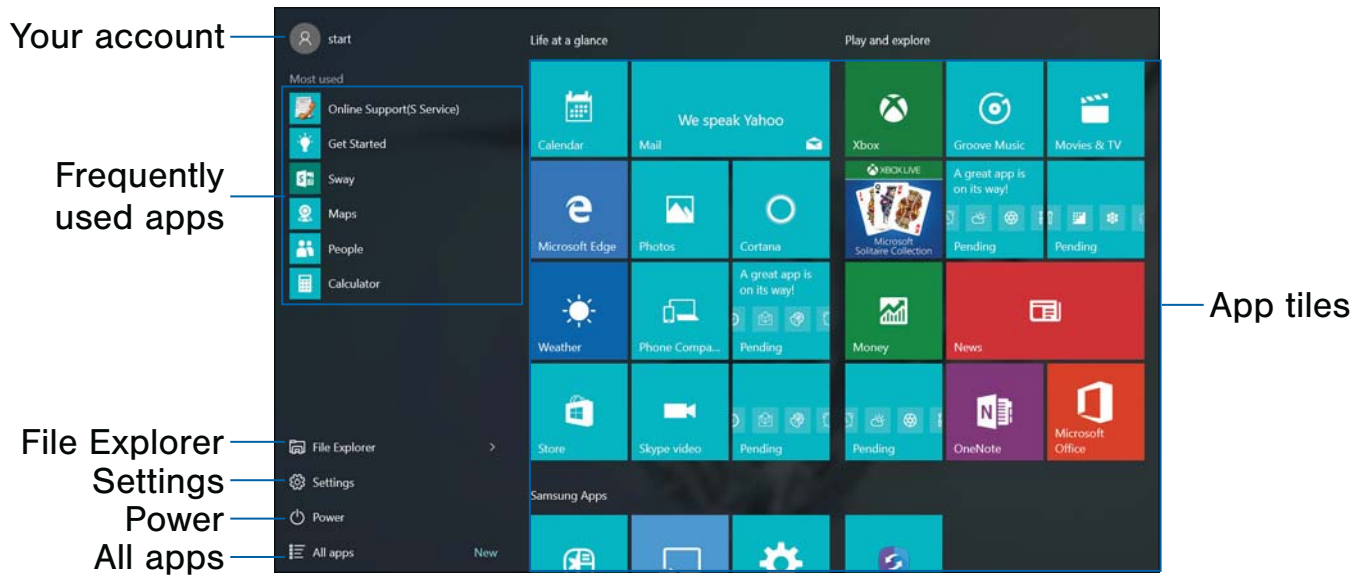 Your account
Frequently
used apps
File Explorer
Settings
Power
All apps
App tiles
start
Most used
Online Support(S Service)
Get Started
Sway
Maps
People
Calculator
File Explorer
Settings
Power
All apps
New
Life at a glance
Calendar
We speak Yahoo
Mail
Microsoft Edge
Photos
Cortana
Weather
Phone Compa...
A great app is
on its way!
Pending
Store
Skype video
Pending
Play and explore
Xbox
Groove Music
Movies & TV
XBOX LIVE
Microsoft
Solitaire Collection
A great app is
on its way!
Pending
Pending
Money
News
Pending
N
OneNote
Microsoft
Office
Samsung Apps